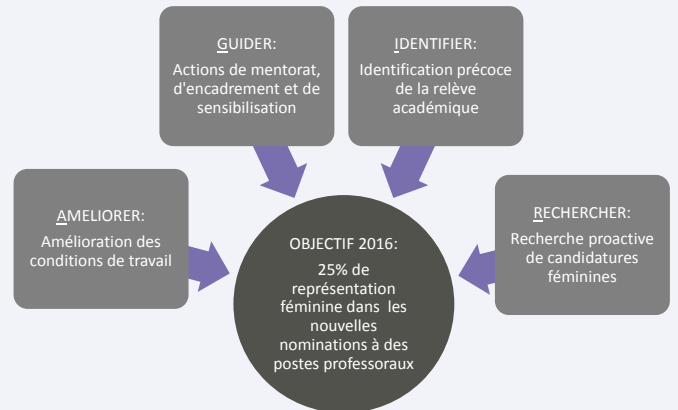 GUIDER:
Actions de mentorat,
d'encadrement et de
sensibilisation
IDENTIFIER:
Identification précoce
de la relève
académique
AMELIORER:
Amélioration des
conditions de travail
OBJECTIF 2016:
25% de
représentation
féminine dans les
nouvelles
nominations à des
postes professoraux
RECHERCHER:
Recherche proactive
de candidatures
féminines